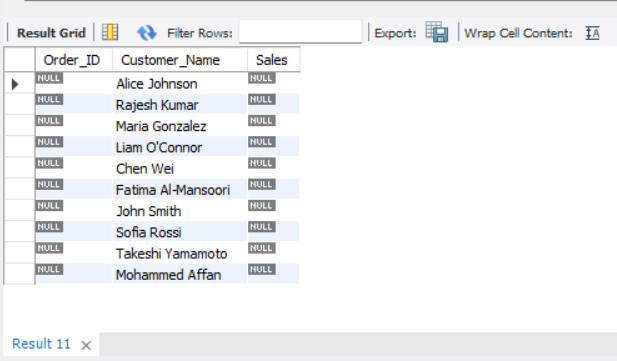 Result Grid Filter Rows: Export: Wrap Cell Content: IA
Order_ID Customer_Name Sales
NULL Alice Johnson NULL
NULL Rajesh Kumar NULL
NULL Maria Gonzalez NULL
NULL Liam O'Connor NULL
NULL Chen Wei NULL
NULL Fatima Al-Mansoori NULL
NULL John Smith NULL
NULL Sofia Rossi NULL
NULL Takeshi Yamamoto NULL
NULL Mohammed Affan NULL
Result 11 ×